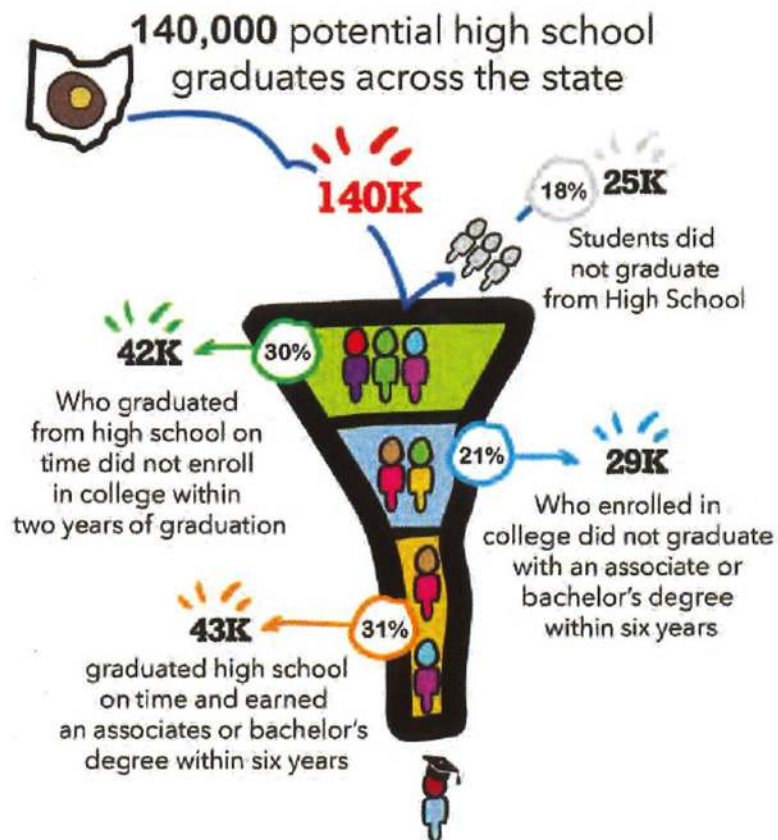 140,000 potential high school
graduates across the state
140K
18%
25K
Students did
not graduate
from High School
42K
30%
Who graduated
from high school on
time did not enroll
in college within
two years of graduation
21%
29K
Who enrolled in
college did not graduate
with an associate or
bachelor's degree
within six years
43K
31%
graduated high school
on time and earned
an associates or bachelor's
degree within six years